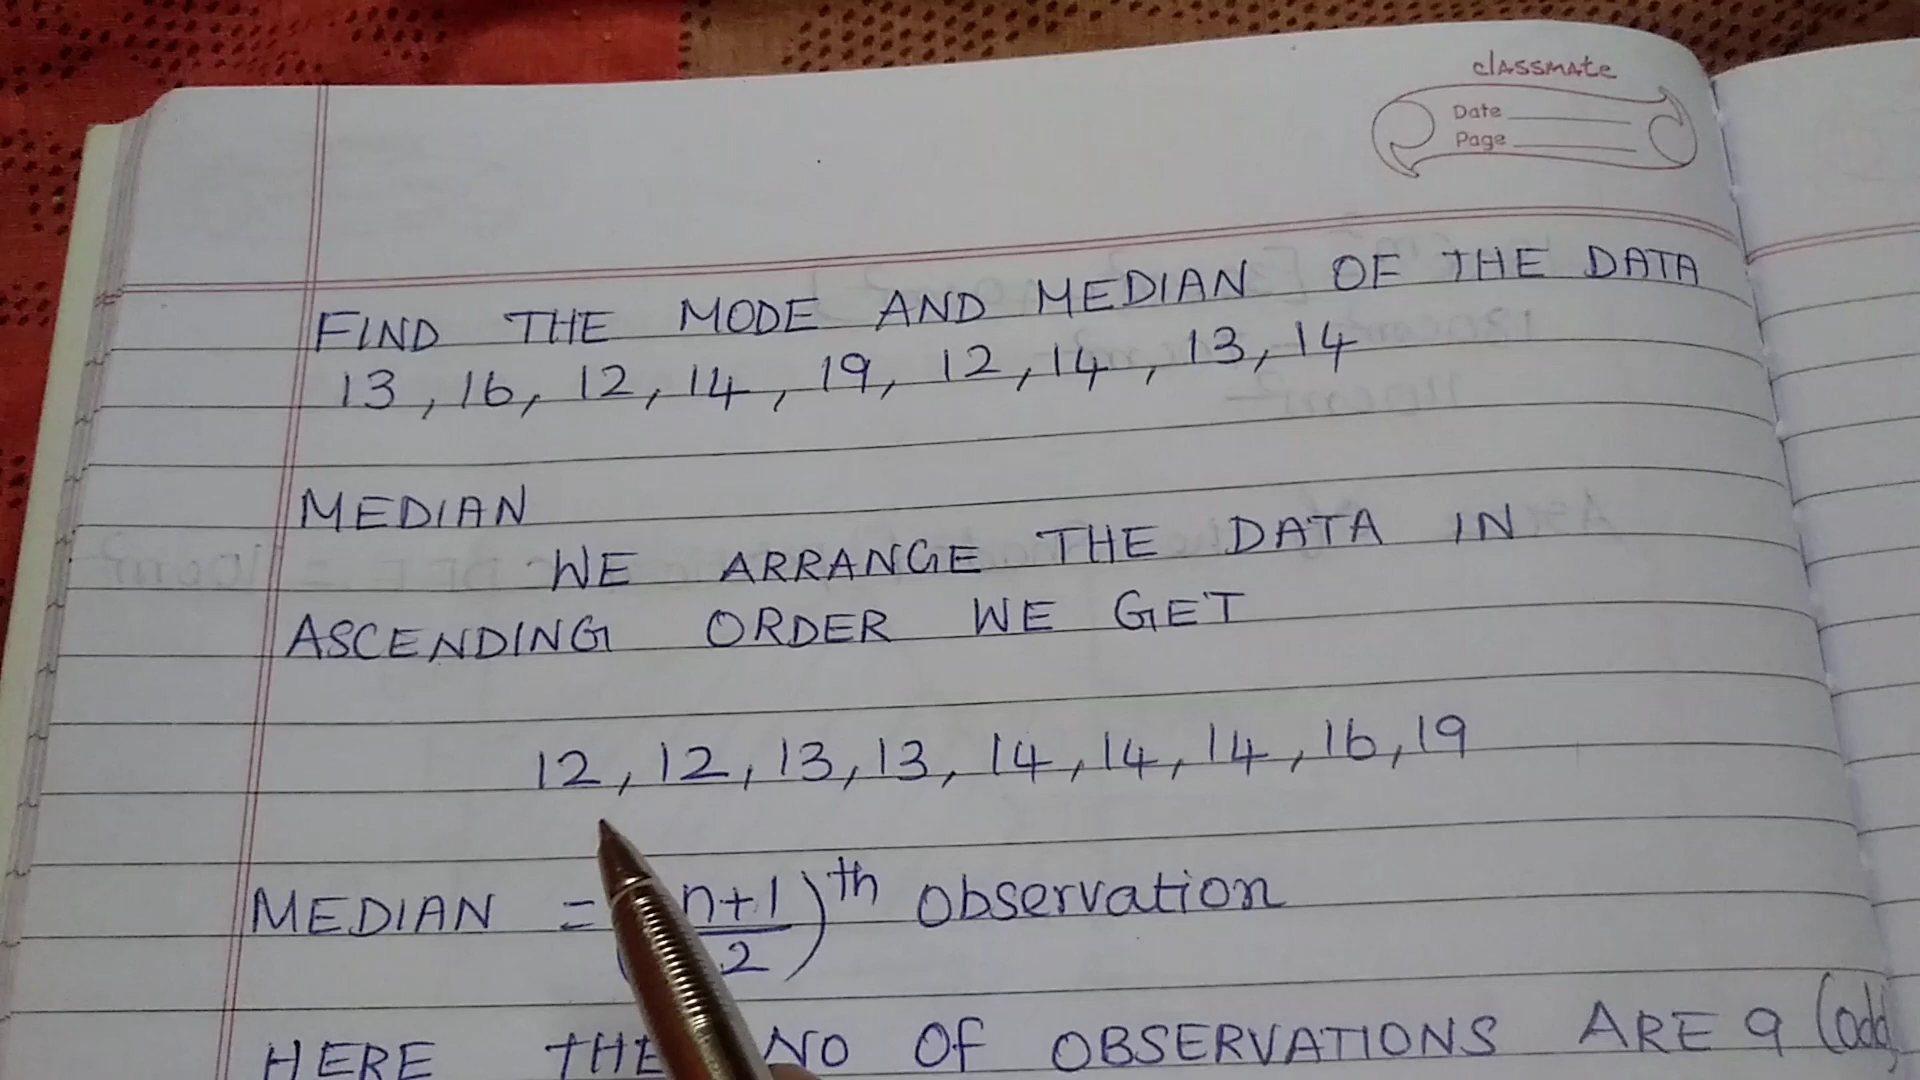 classmate
Date
Page
FIND THE MODE AND MEDIAN OF THE DATA
13, 16, 12, 14, 19, 12, 14, 13, 14
MEDIAN
WE ARRANGE THE DATA IN
ASCENDING ORDER WE GET
12, 12, 13, 13, 14, 14, 14, 16, 19
MEDIAN = (n+1/2)th observation
HERE THE NO OF OBSERVATIONS ARE 9 (odd